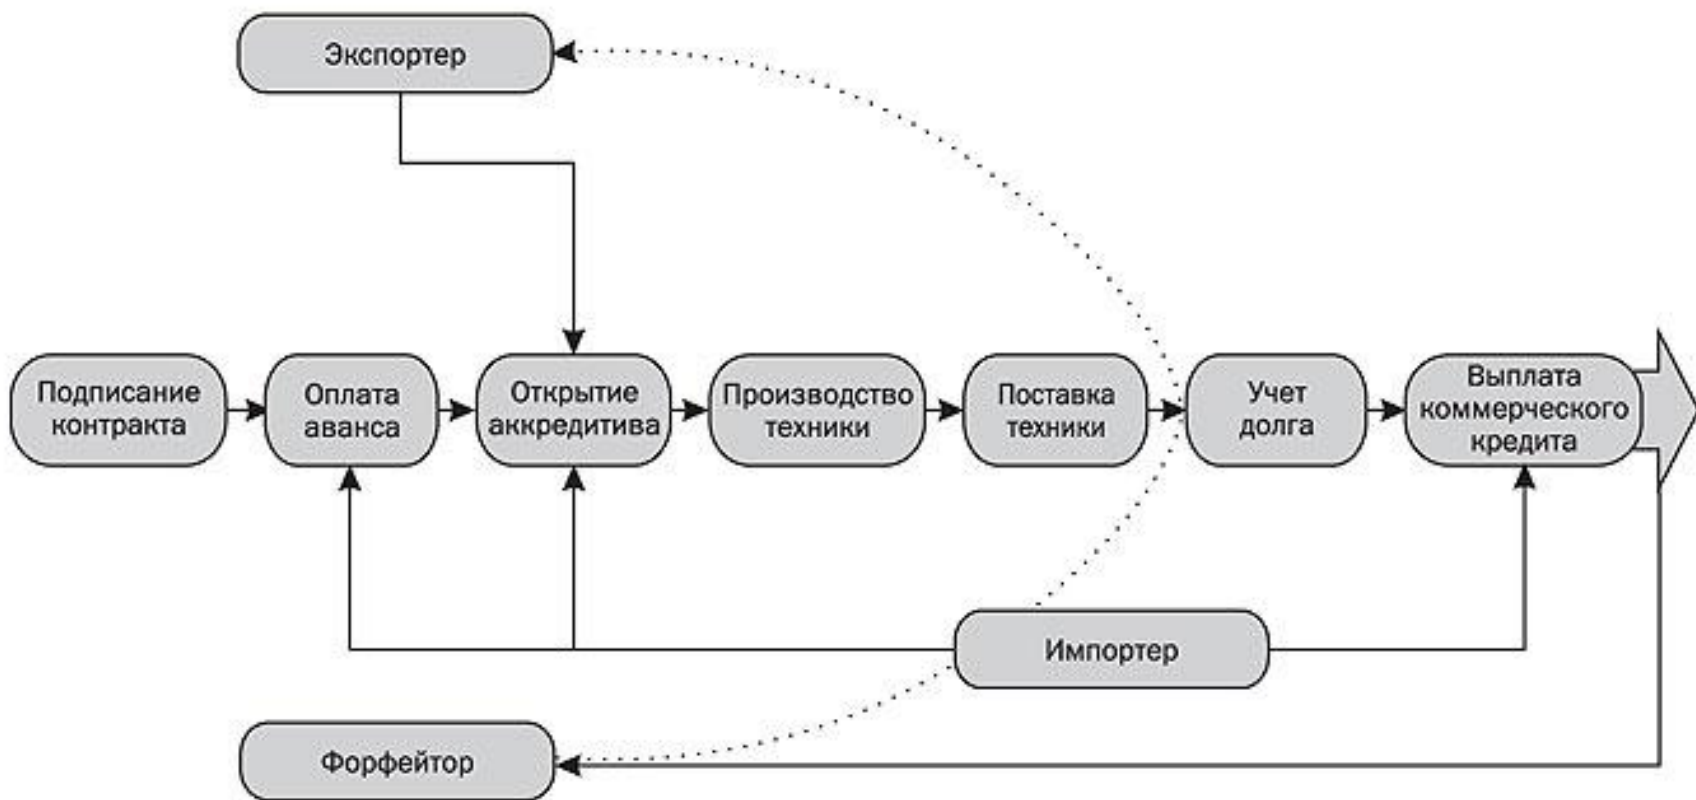 Экспортер
Подписание
контракта
Оплата
аванса
Открытие
аккредитива
Производство
техники
Поставка
техники
Учет
долга
Выплата
коммерческого
кредита
Импортер
Форфейтор